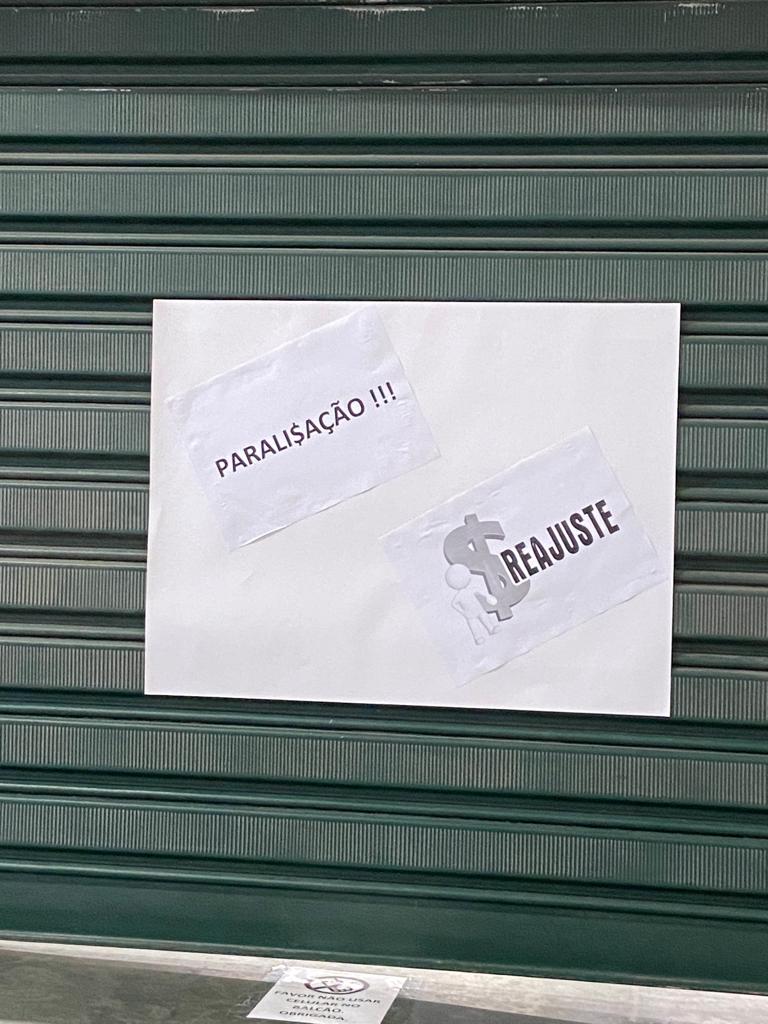 PARALI$AÇÃO !!!
$ REAJUSTE
FAVOR NÃO USAR
CELULAR NO
BALCÃO.
OBRIGADA.